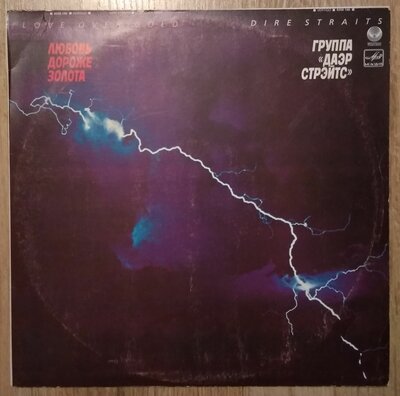 LOVE OVER GOLD
DIRE STRAITS
ЛЮБОВЬ
ДОРОЖЕ
ЗОЛОТА
ГРУППА
«ДАЭР
СТРЭЙТС»